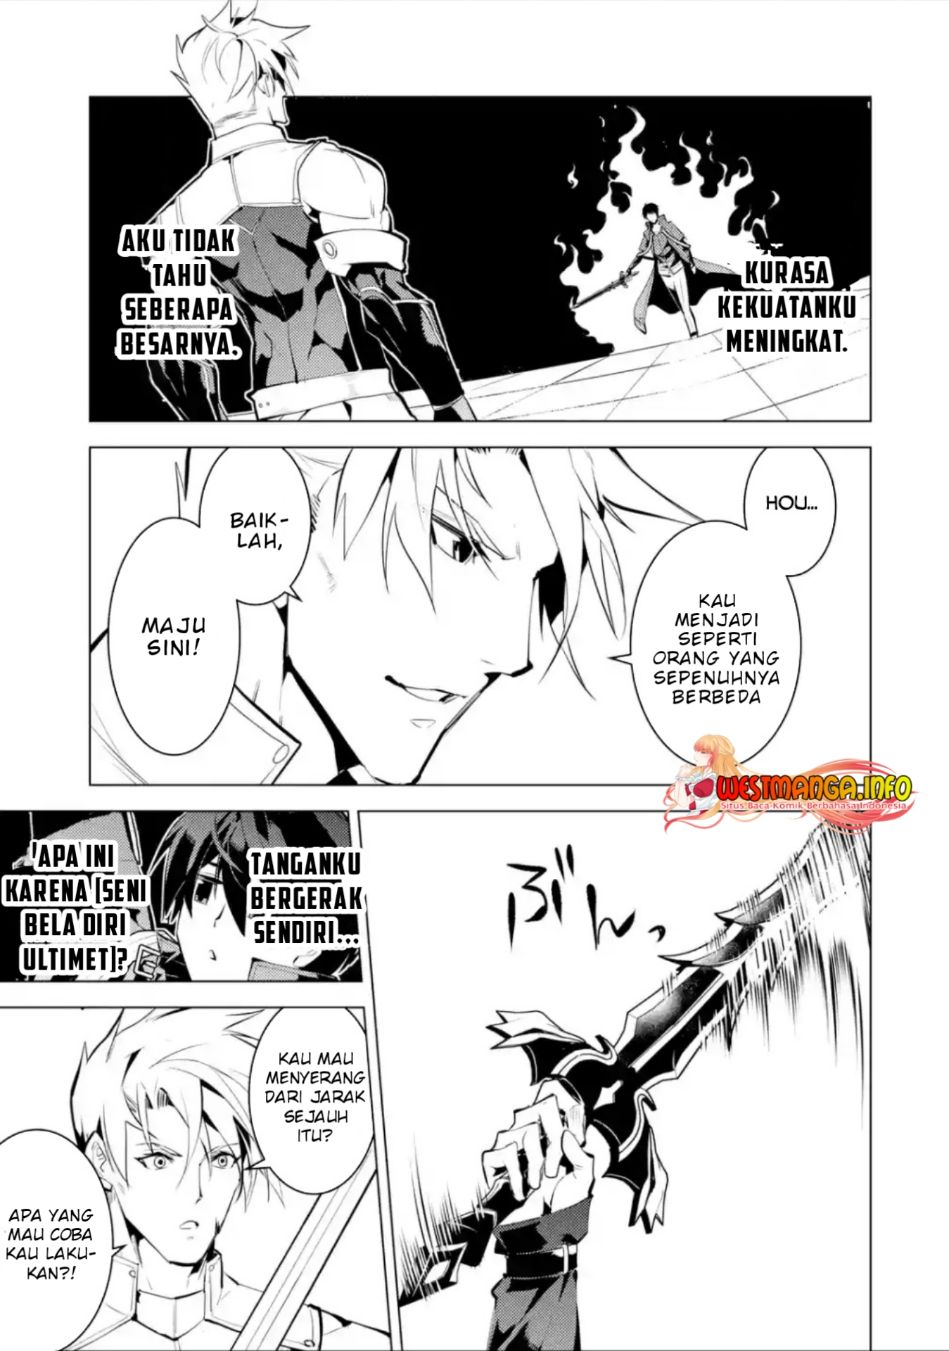 KURASA
KEKUATANKU
MENINGKAT.
AKU TIDAK
TAHU
SEBERAPA
BESARNYA.
HOU...
KAU
MENJADI
SEPERTI
ORANG YANG
SEPENUHNYA
BERBEDA
BAIK-
LAH,
MAJU
SINI!
WESTMANGA.INFO
Situs Baca Komik Berbahasa Indonesia
ぶんっ
TANGANKU
BERGERAK
SENDIRI...
'APA INI
KARENA [SENI
BELA DIRI
ULTIMET]?
KAU MAU
MENYERANG
DARI JARAK
SEJAUH
ITU?
APA YANG
MAU COBA
KAU LAKU-
KAN?!